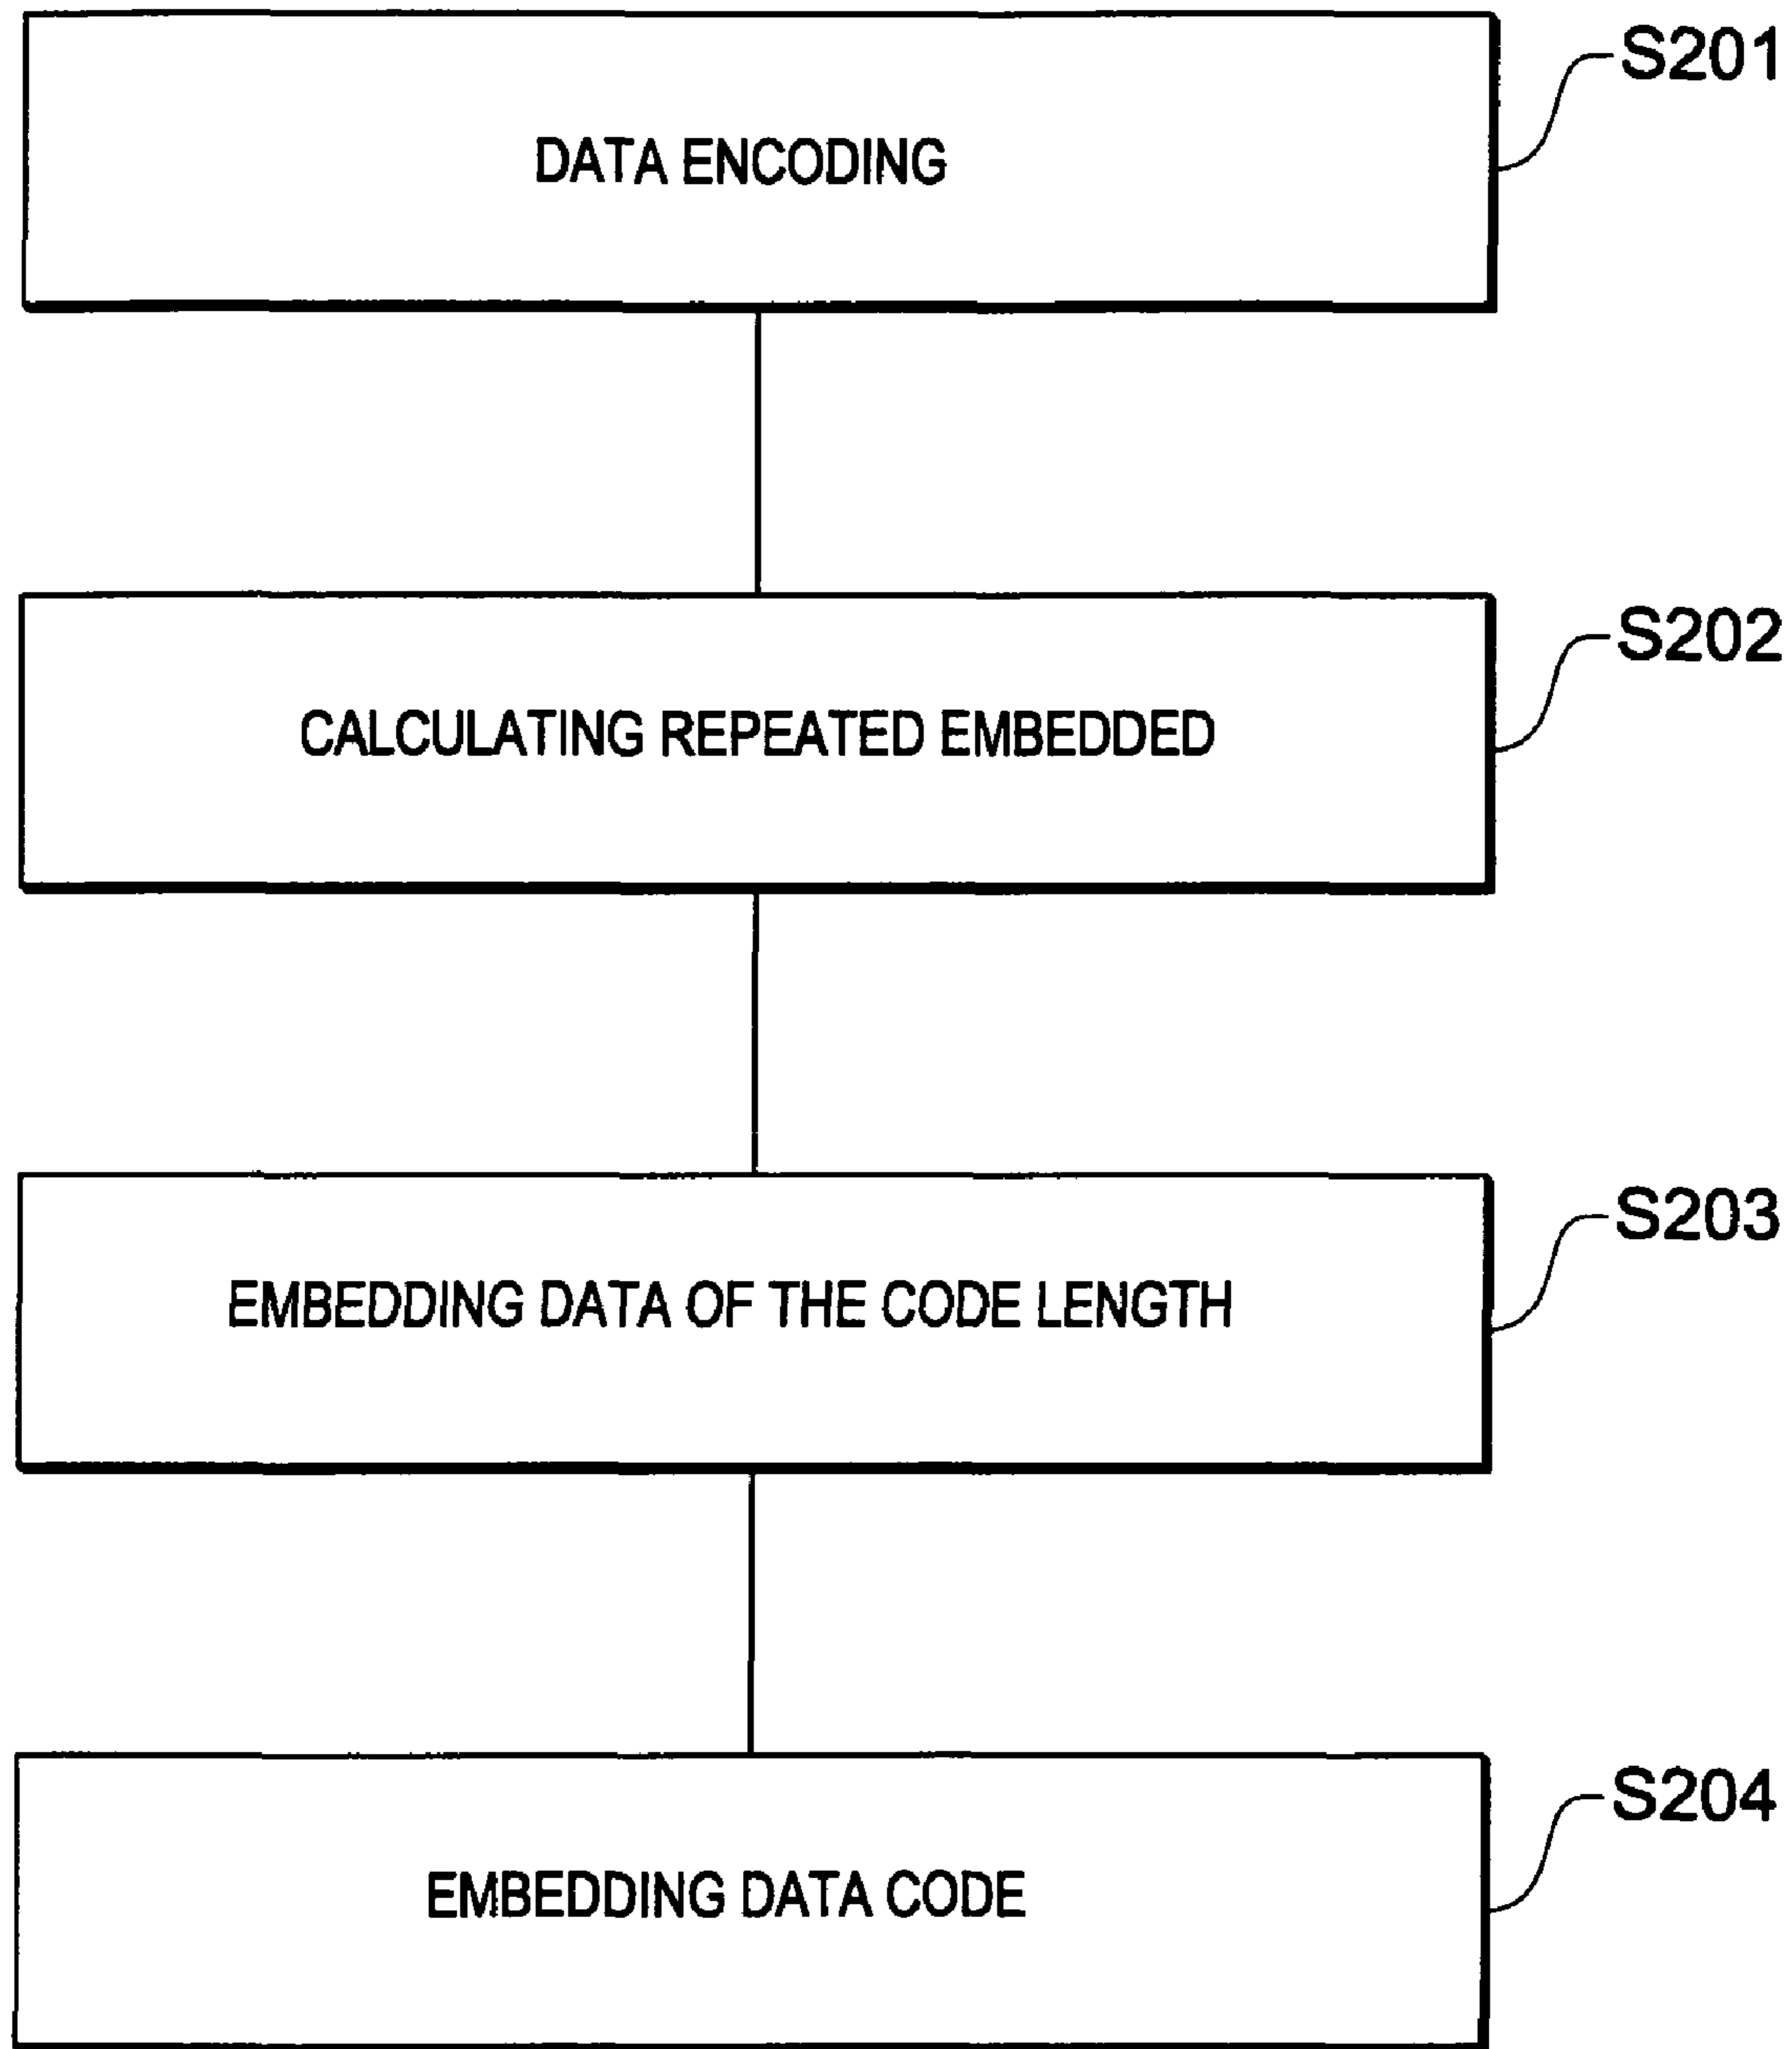 S201
DATA ENCODING
S202
CALCULATING REPEATED EMBEDDED
S203
EMBEDDING DATA OF THE CODE LENGTH
S204
EMBEDDING DATA CODE